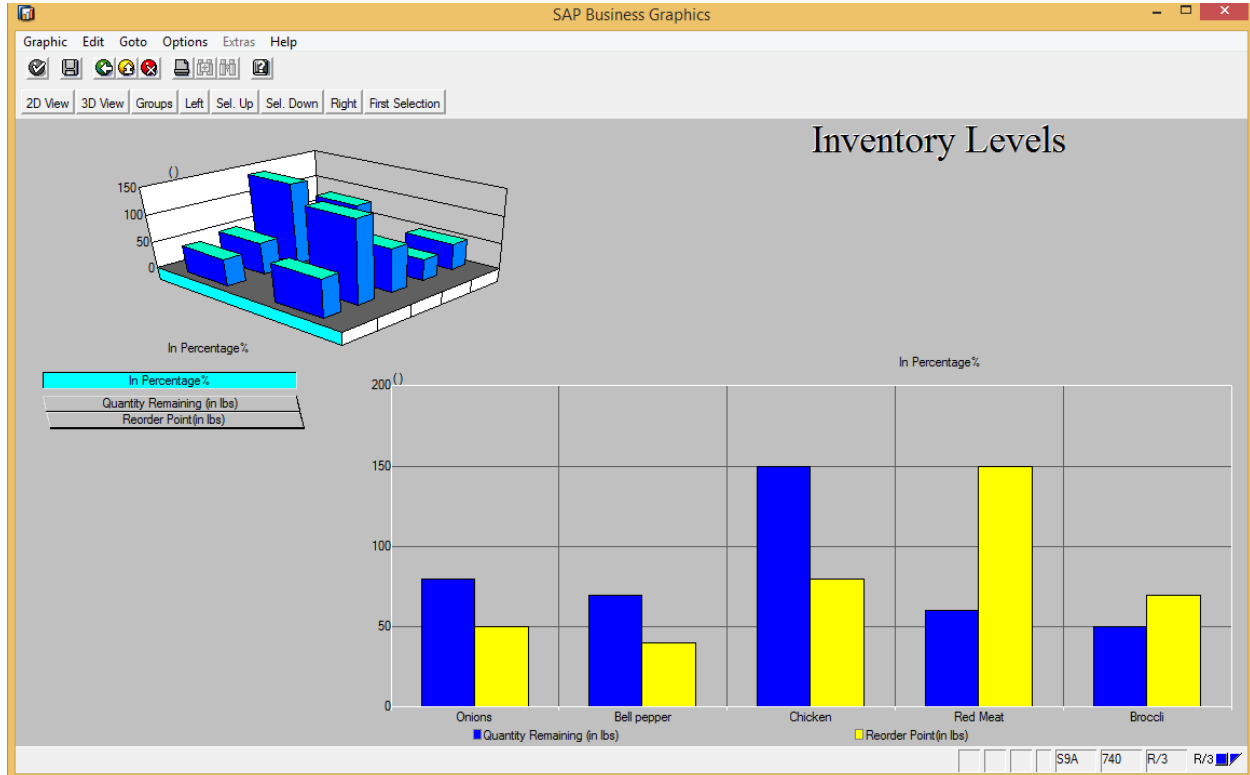 SAP Business Graphics
Graphic Edit Goto Options Extras Help
2D View 3D View Groups Left Sel. Up Sel. Down Right First Selection
Inventory Levels
()
150
100
50
0
In Percentage%
In Percentage%
Quantity Remaining (in lbs)
Reorder Point(in lbs)
In Percentage%
200 ()
150
100
50
0
Onions Bell pepper Chicken Red Meat Broccli
Quantity Remaining (in lbs) Reorder Point(in lbs)
S9A 740 R/3 R/3